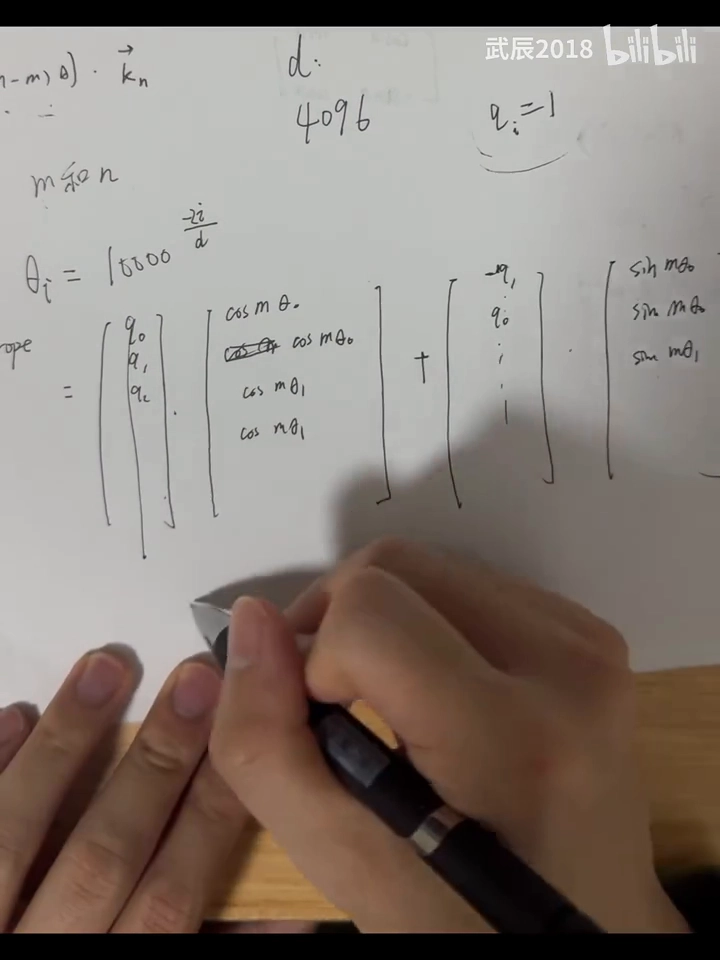 武辰2018 bilibili
n-m)θ) · k⃗n
d:
4096
qᵢ=1
m和n
θi = 10000^(-2i/d)
rope
=
[q0
q1
q2]
·
[cos mθ0
cos mθ0
cos mθ1
cos mθ1]
+
[-q1
q0]
·
[sin mθ0
sin mθ0
sin mθ1]